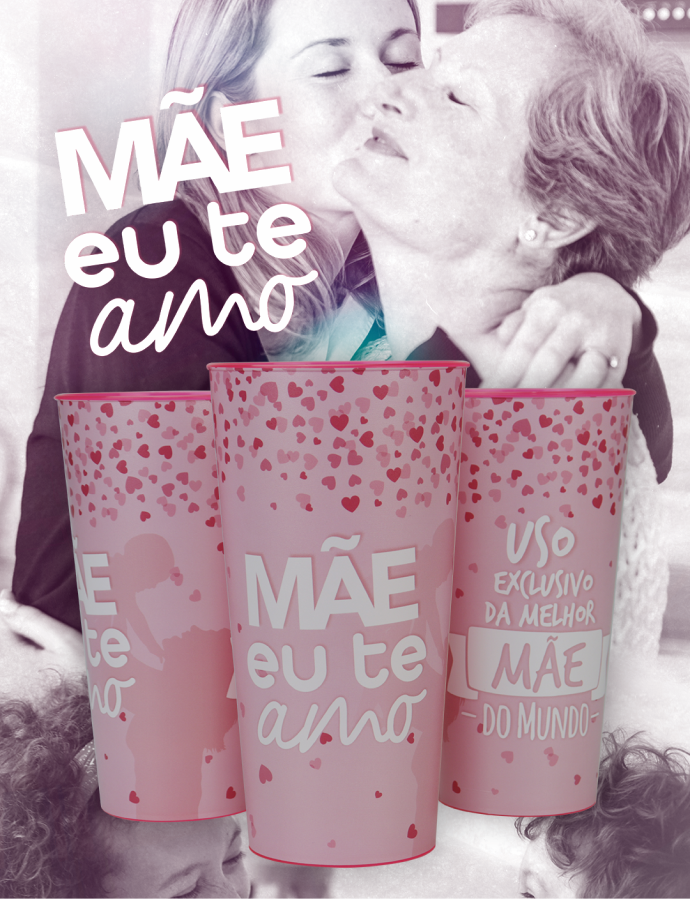 MÃE
eu te
amo
ÃE
te
mo
MÃE
eu te
amo
USO
EXCLUSIVO
DA MELHOR
MÃE
DO MUNDO